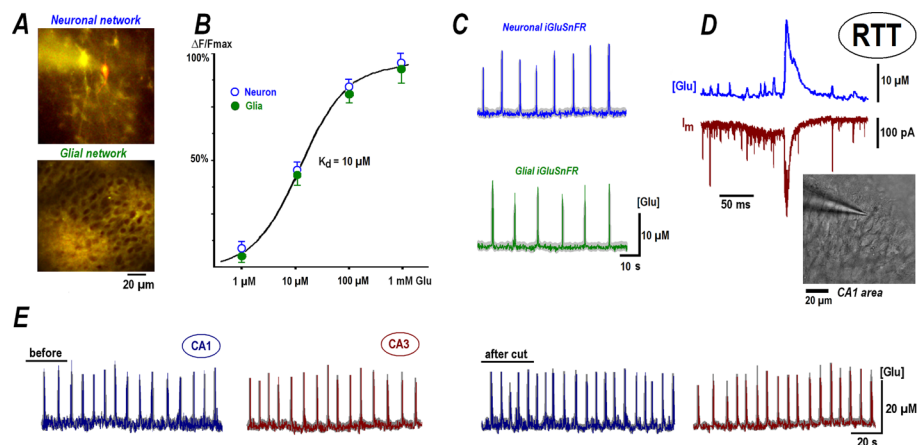 A
Neuronal network
Glial network
20 µm
B
ΔF/Fmax
100%
50%
Neuron
Glia
Kd = 10 µM
1 µM 10 µM 100 µM 1 mM Glu
C
Neuronal iGluSnFR
Glial iGluSnFR
[Glu]
10 µM
10 s
D
RTT
[Glu]
10 µM
Im
100 pA
50 ms
20 µm
CA1 area
E
before
CA1
CA3
after cut
[Glu]
20 µM
20 s